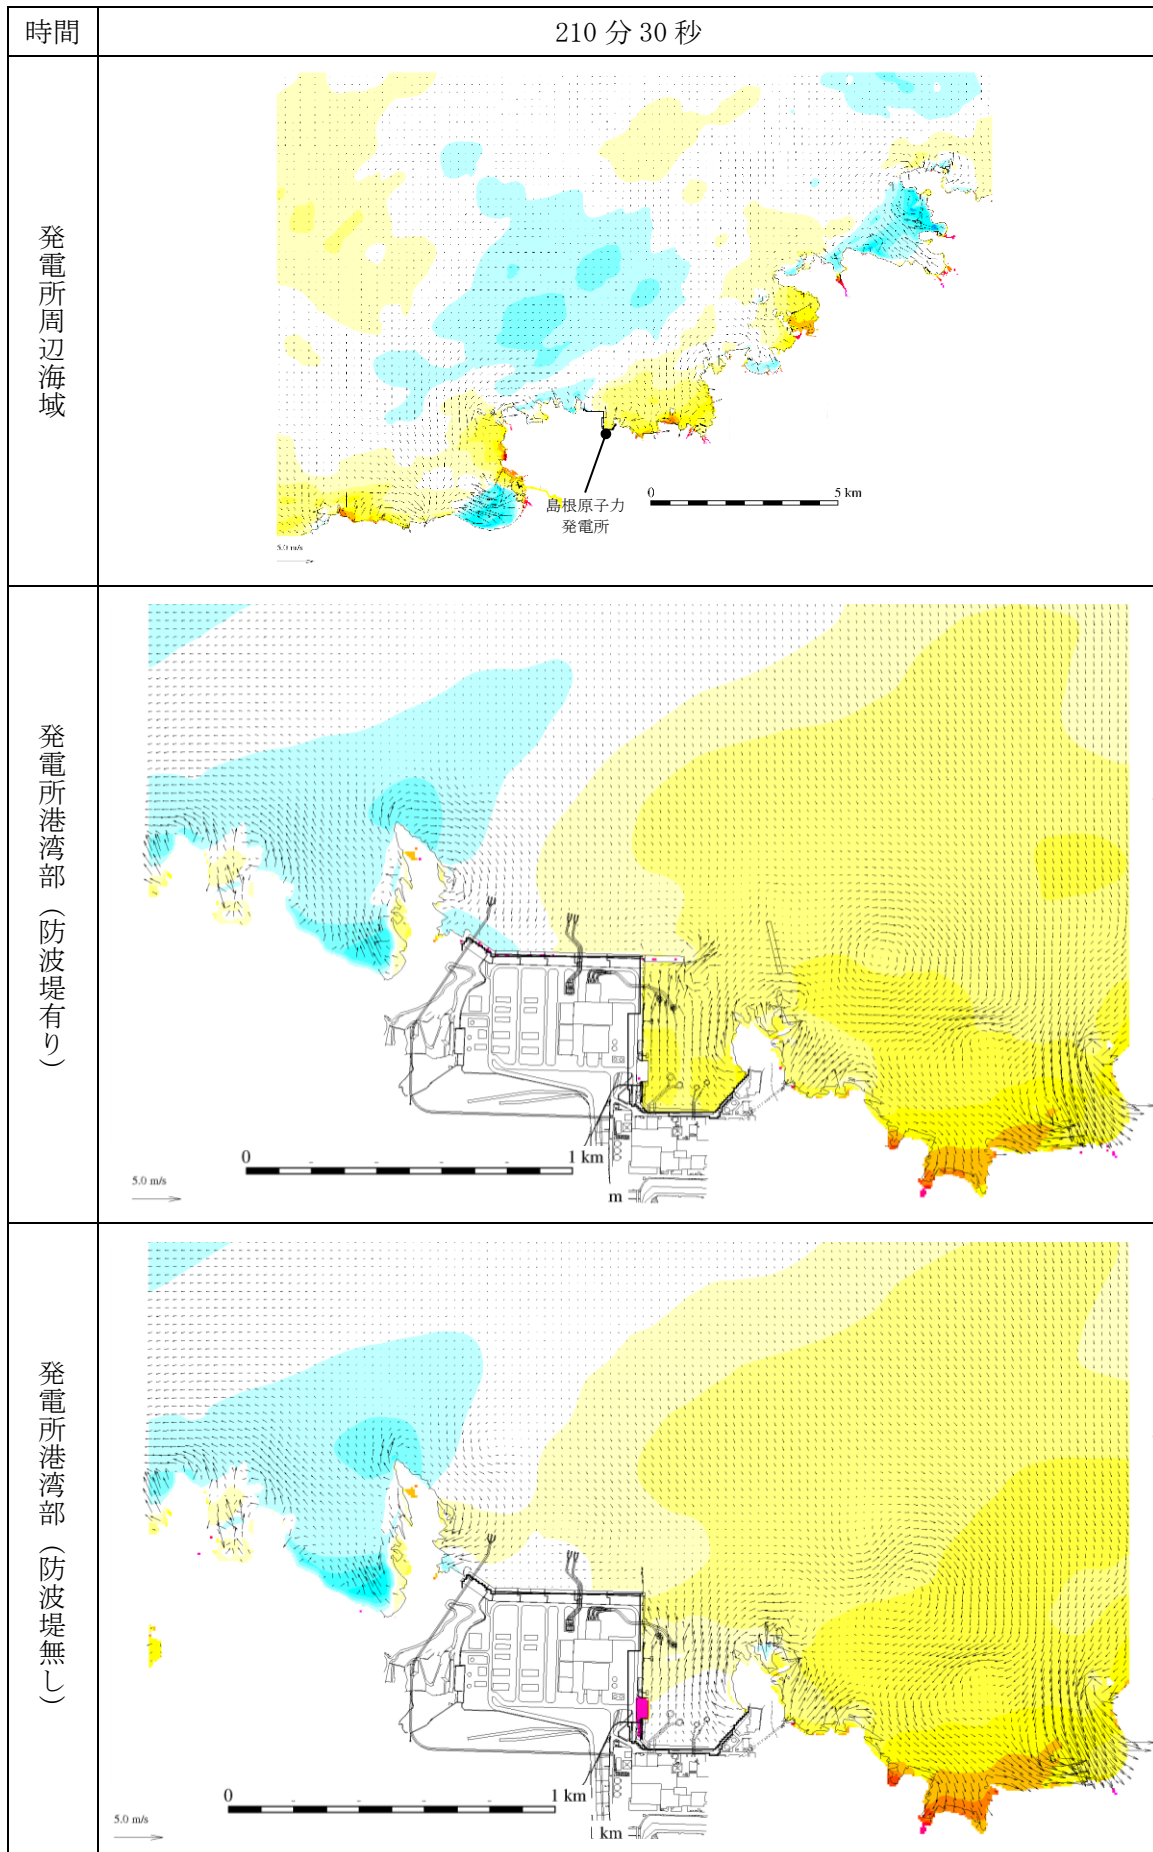 時間
210 分 30 秒
発電所周辺海域
島根原子力
発電所
0
5 km
5.0 m/s
発電所港湾部（防波堤有り）
0
1 km
5.0 m/s
m
発電所港湾部（防波堤無し）
0
1 km
5.0 m/s
1 km